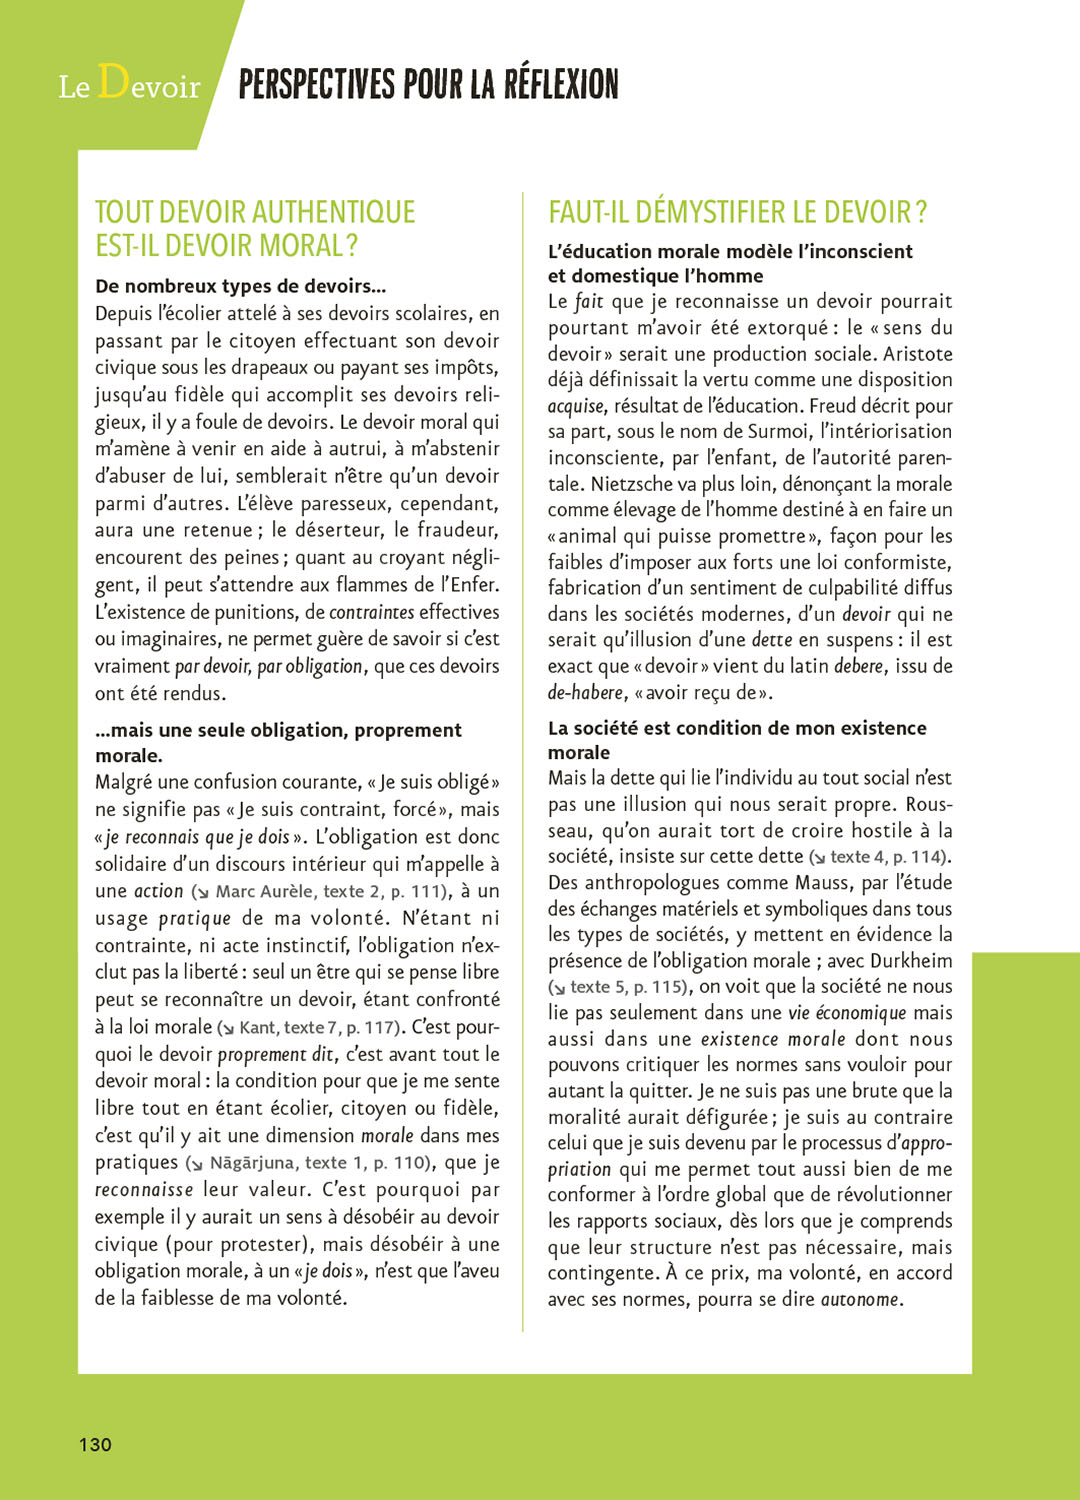 Le Devoir
PERSPECTIVES POUR LA RÉFLEXION
TOUT DEVOIR AUTHENTIQUE
EST-IL DEVOIR MORAL ?
De nombreux types de devoirs...
Depuis l'écolier attelé à ses devoirs scolaires, en
passant par le citoyen effectuant son devoir
civique sous les drapeaux ou payant ses impôts,
jusqu'au fidèle qui accomplit ses devoirs reli-
gieux, il y a foule de devoirs. Le devoir moral qui
m'amène à venir en aide à autrui, à m'abstenir
d'abuser de lui, semblerait n'être qu'un devoir
parmi d'autres. L'élève paresseux, cependant,
aura une retenue ; le déserteur, le fraudeur,
encourent des peines ; quant au croyant négli-
gent, il peut s'attendre aux flammes de l'Enfer.
L'existence de punitions, de contraintes effectives
ou imaginaires, ne permet guère de savoir si c'est
vraiment par devoir, par obligation, que ces devoirs
ont été rendus.
...mais une seule obligation, proprement
morale.
Malgré une confusion courante, « Je suis obligé »
ne signifie pas « Je suis contraint, forcé », mais
« je reconnais que je dois ». L'obligation est donc
solidaire d'un discours intérieur qui m'appelle à
une action (↘ Marc Aurèle, texte 2, p. 111), à un
usage pratique de ma volonté. N'étant ni
contrainte, ni acte instinctif, l'obligation n'ex-
clut pas la liberté : seul un être qui se pense libre
peut se reconnaître un devoir, étant confronté
à la loi morale (↘ Kant, texte 7, p. 117). C'est pour-
quoi le devoir proprement dit, c'est avant tout le
devoir moral : la condition pour que je me sente
libre tout en étant écolier, citoyen ou fidèle,
c'est qu'il y ait une dimension morale dans mes
pratiques (↘ Nāgārjuna, texte 1, p. 110), que je
reconnaisse leur valeur. C'est pourquoi par
exemple il y aurait un sens à désobéir au devoir
civique (pour protester), mais désobéir à une
obligation morale, à un « je dois », n'est que l'aveu
de la faiblesse de ma volonté.
FAUT-IL DÉMYSTIFIER LE DEVOIR ?
L'éducation morale modèle l'inconscient
et domestique l'homme
Le fait que je reconnaisse un devoir pourrait
pourtant m'avoir été extorqué : le « sens du
devoir » serait une production sociale. Aristote
déjà définissait la vertu comme une disposition
acquise, résultat de l'éducation. Freud décrit pour
sa part, sous le nom de Surmoi, l'intériorisation
inconsciente, par l'enfant, de l'autorité paren-
tale. Nietzsche va plus loin, dénonçant la morale
comme élevage de l'homme destiné à en faire un
« animal qui puisse promettre », façon pour les
faibles d'imposer aux forts une loi conformiste,
fabrication d'un sentiment de culpabilité diffus
dans les sociétés modernes, d'un devoir qui ne
serait qu'illusion d'une dette en suspens : il est
exact que « devoir » vient du latin debere, issu de
de-habere, « avoir reçu de ».
La société est condition de mon existence
morale
Mais la dette qui lie l'individu au tout social n'est
pas une illusion qui nous serait propre. Rous-
seau, qu'on aurait tort de croire hostile à la
société, insiste sur cette dette (↘ texte 4, p. 114).
Des anthropologues comme Mauss, par l'étude
des échanges matériels et symboliques dans tous
les types de sociétés, y mettent en évidence la
présence de l'obligation morale ; avec Durkheim
(↘ texte 5, p. 115), on voit que la société ne nous
lie pas seulement dans une vie économique mais
aussi dans une existence morale dont nous
pouvons critiquer les normes sans vouloir pour
autant la quitter. Je ne suis pas une brute que la
moralité aurait défigurée ; je suis au contraire
celui que je suis devenu par le processus d'appro-
priation qui me permet tout aussi bien de me
conformer à l'ordre global que de révolutionner
les rapports sociaux, dès lors que je comprends
que leur structure n'est pas nécessaire, mais
contingente. À ce prix, ma volonté, en accord
avec ses normes, pourra se dire autonome.
130